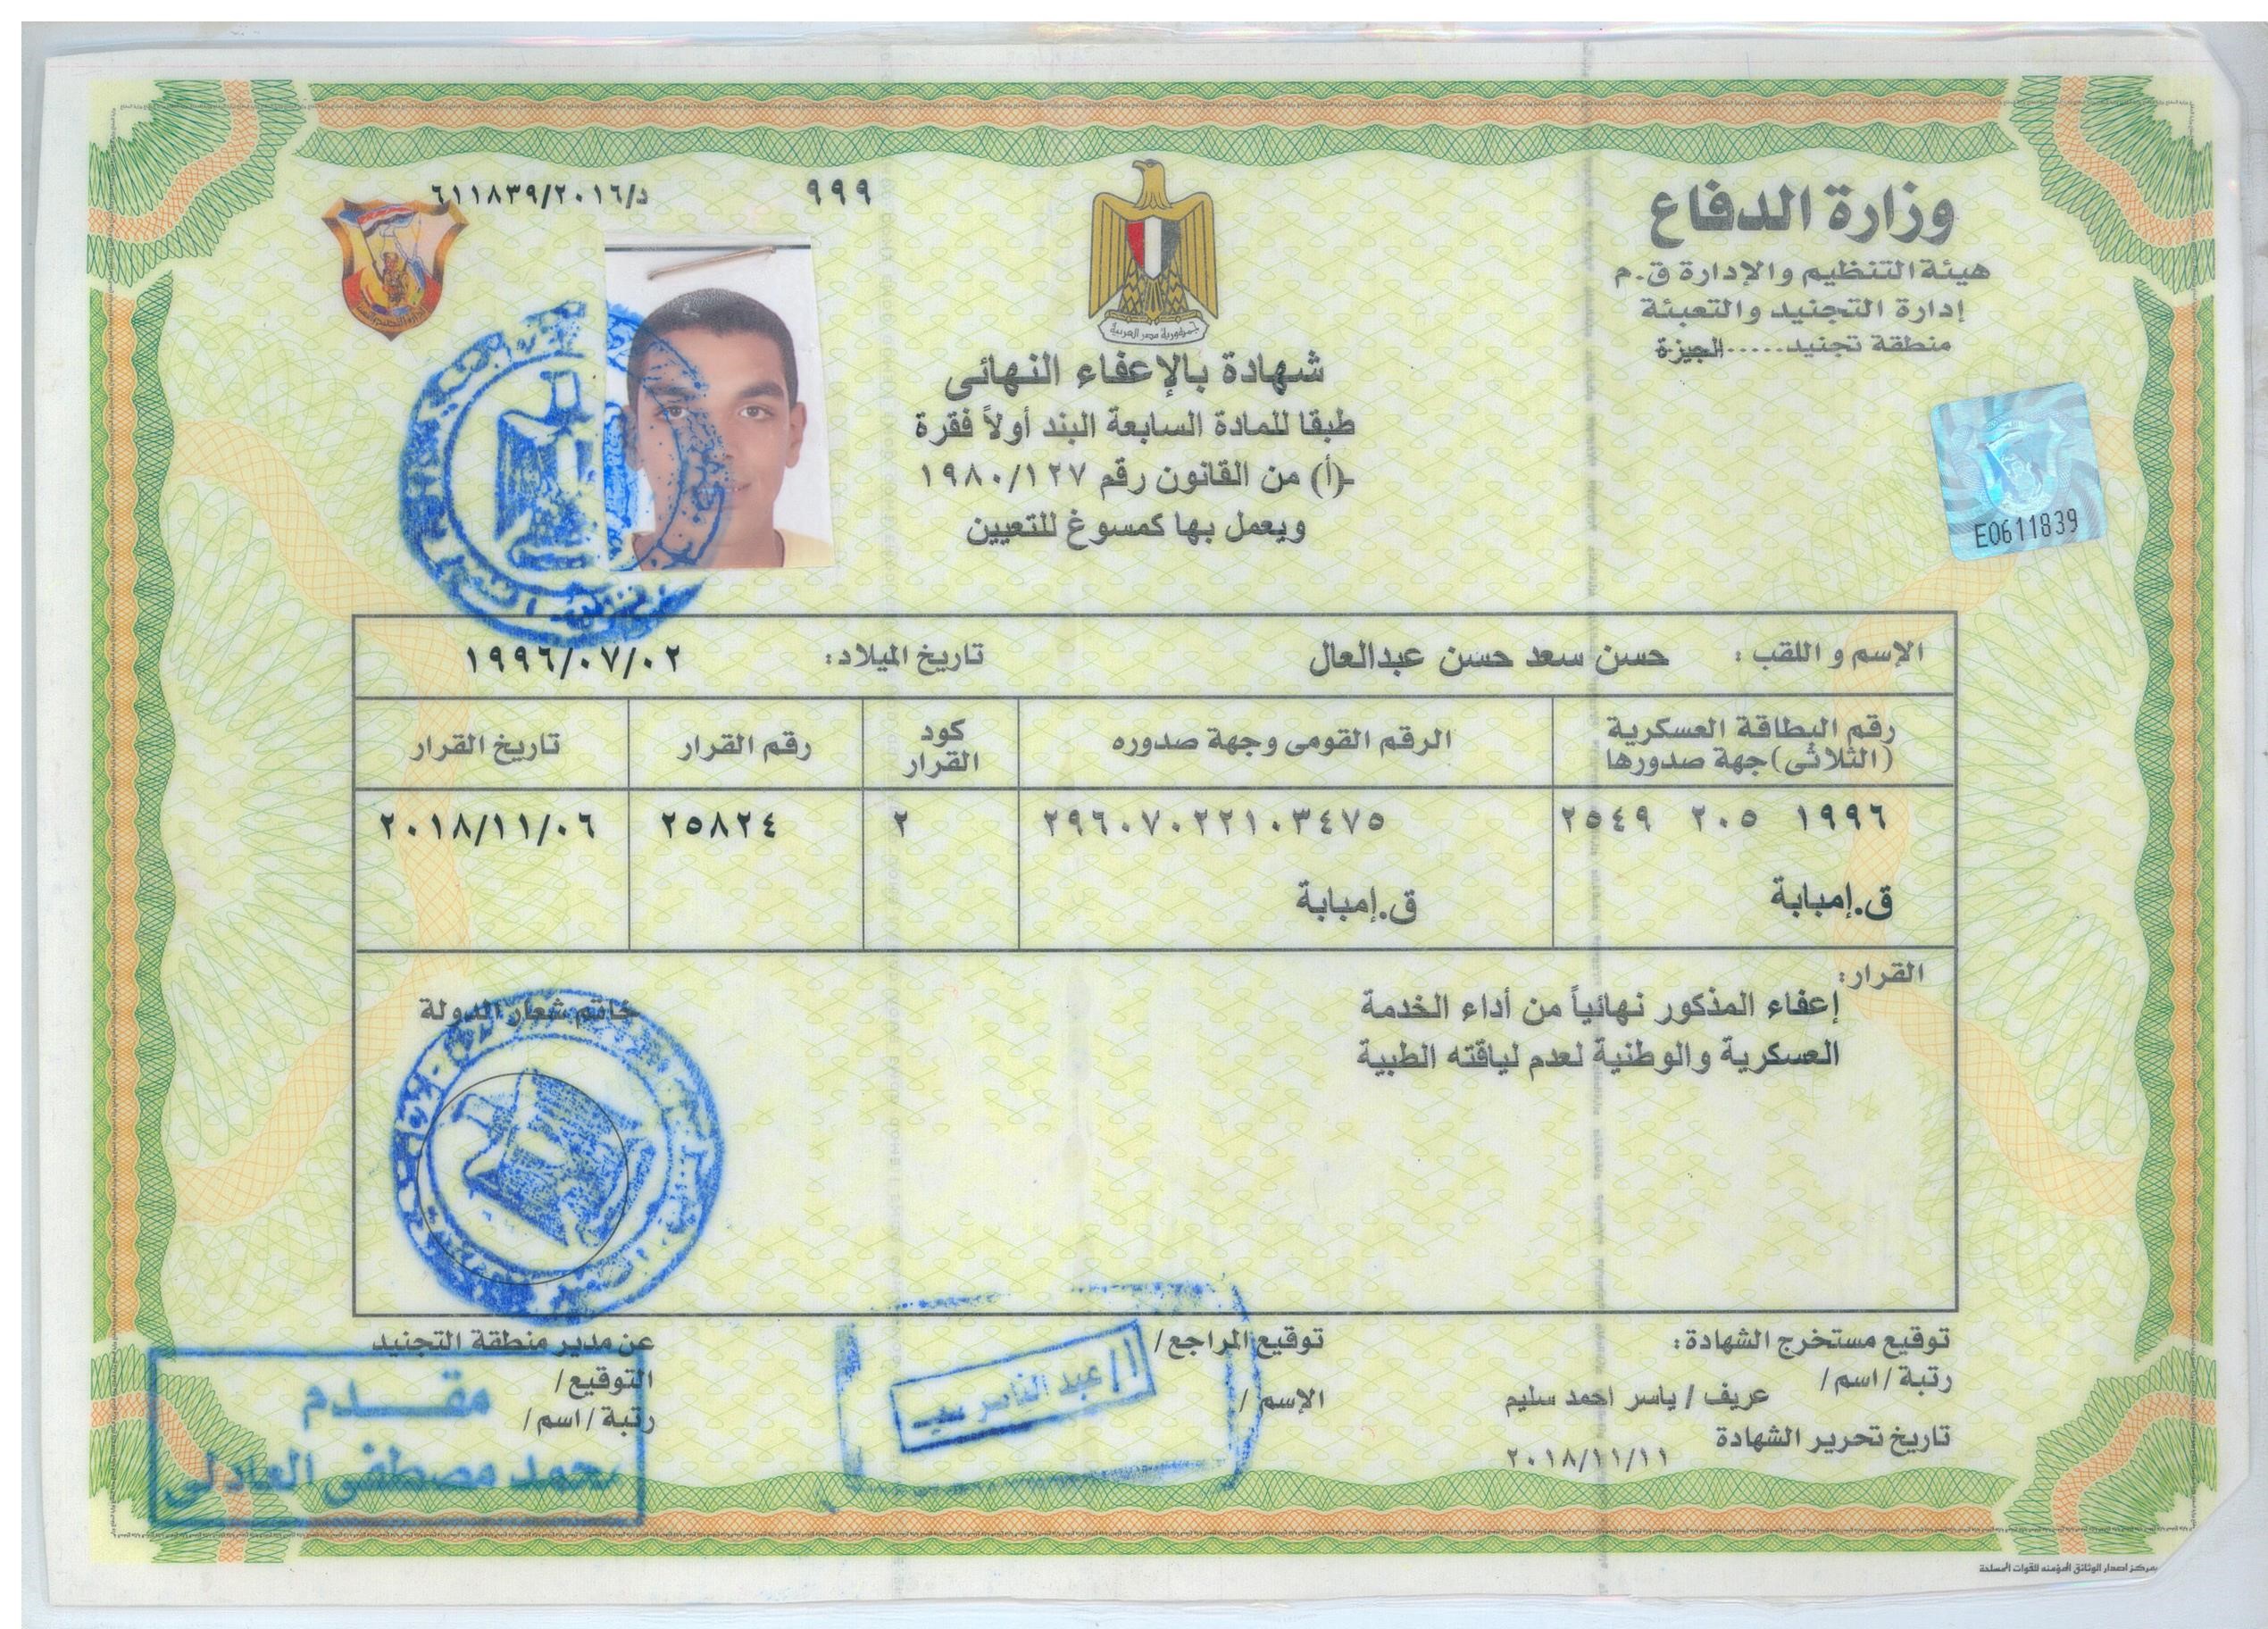 وزارة الدفاع
هيئة التنظيم والإدارة ق.م
إدارة التجنيد والتعبئة
منطقة تجنيد.....الجيزة
٩٩٩
د/٦١١٨٣٩/٢٠١٦
جمهورية مصر العربية
شهادة بالإعفاء النهائى
طبقا للمادة السابعة البند أولاً فقرة
(أ) من القانون رقم ١٩٨٠/١٢٧
ويعمل بها كمسوغ للتعيين
E0611839
الإسم و اللقب : حسن سعد حسن عبدالعال تاريخ الميلاد: ١٩٩٦/٠٧/٠٢
رقم البطاقة العسكرية (الثلاثى)جهة صدورها
الرقم القومى وجهة صدوره
كود القرار
رقم القرار
تاريخ القرار
١٩٩٦ ٢٠٥ ٢٥٤٩
٢٩٦٠٧٠٢٢١٠٣٤٧٥
٢
٢٥٨٢٤
٢٠١٨/١١/٠٦
ق.إمبابة
ق.إمبابة
القرار:
إعفاء المذكور نهائياً من أداء الخدمة
العسكرية والوطنية لعدم لياقته الطبية
خاتم شعار الدولة
توقيع مستخرج الشهادة:
رتبة /اسم/ عريف / ياسر احمد سليم
تاريخ تحرير الشهادة ٢٠١٨/١١/١١
توقيع المراجع/
الإسم /
أ/ عبد الناصر سيد
عن مدير منطقة التجنيد
التوقيع/
رتبة /اسم/
مقدم
محمد مصطفى العادلى
مركز اصدار الوثائق المؤمنه للقوات المسلحة